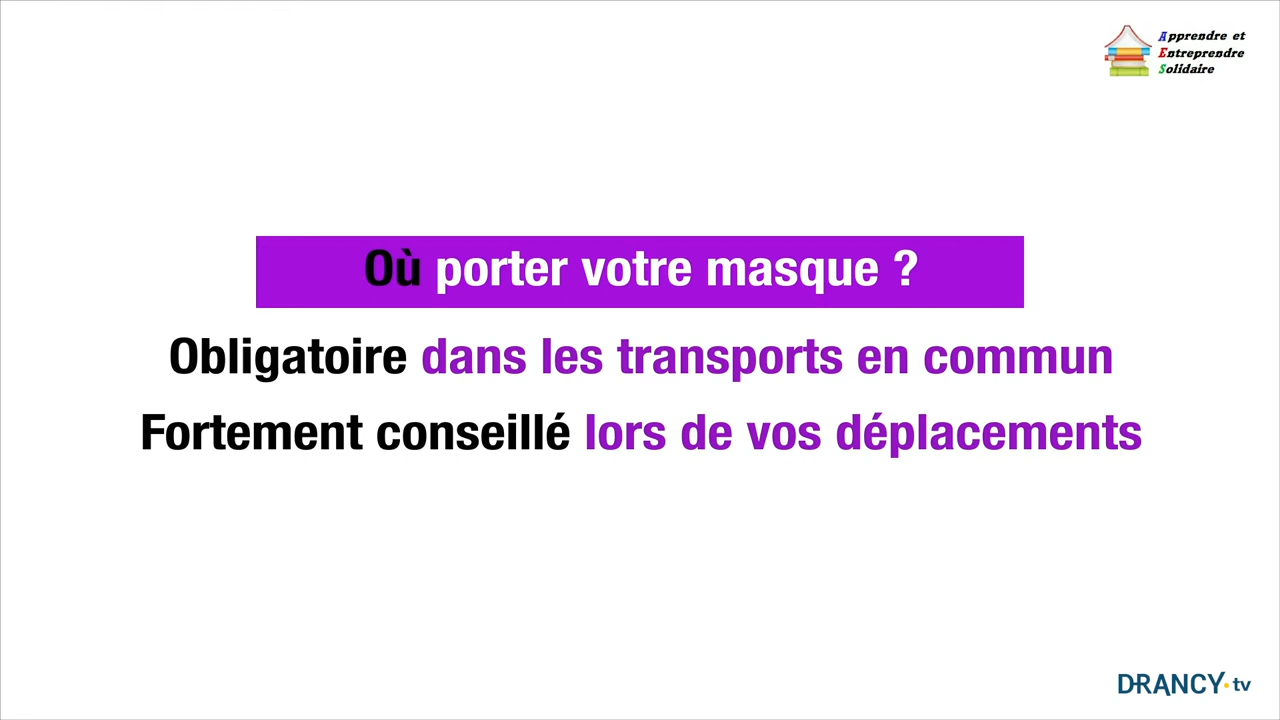 Apprendre et
Entreprendre
Solidaire
Où porter votre masque ?
Obligatoire dans les transports en commun
Fortement conseillé lors de vos déplacements
DRANCY.tv